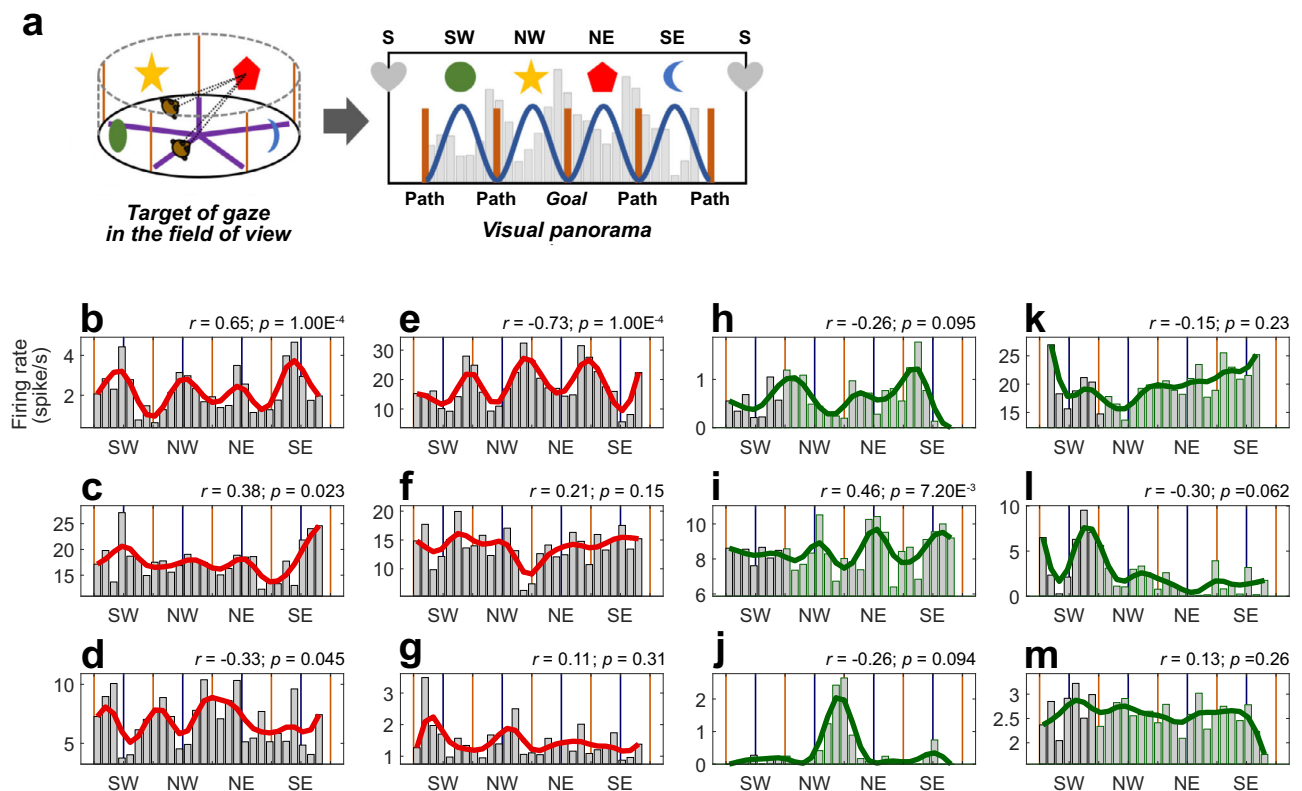 a
S SW NW NE SE S
Path Path Goal Path Path
Target of gaze
in the field of view
Visual panorama
Firing rate
(spike/s)
b
r = 0.65; p = 1.00E-4
4
2
SW NW NE SE
e
r = -0.73; p = 1.00E-4
30
20
10
SW NW NE SE
h
r = -0.26; p = 0.095
1
0
SW NW NE SE
k
r = -0.15; p = 0.23
25
20
15
SW NW NE SE
c
r = 0.38; p = 0.023
25
20
15
SW NW NE SE
f
r = 0.21; p = 0.15
20
15
10
SW NW NE SE
i
r = 0.46; p = 7.20E-3
10
8
6
SW NW NE SE
l
r = -0.30; p =0.062
10
5
0
SW NW NE SE
d
r = -0.33; p = 0.045
10
5
SW NW NE SE
g
r = 0.11; p = 0.31
3
2
1
SW NW NE SE
j
r = -0.26; p = 0.094
2
0
SW NW NE SE
m
r = 0.13; p =0.26
3
2.5
2
SW NW NE SE